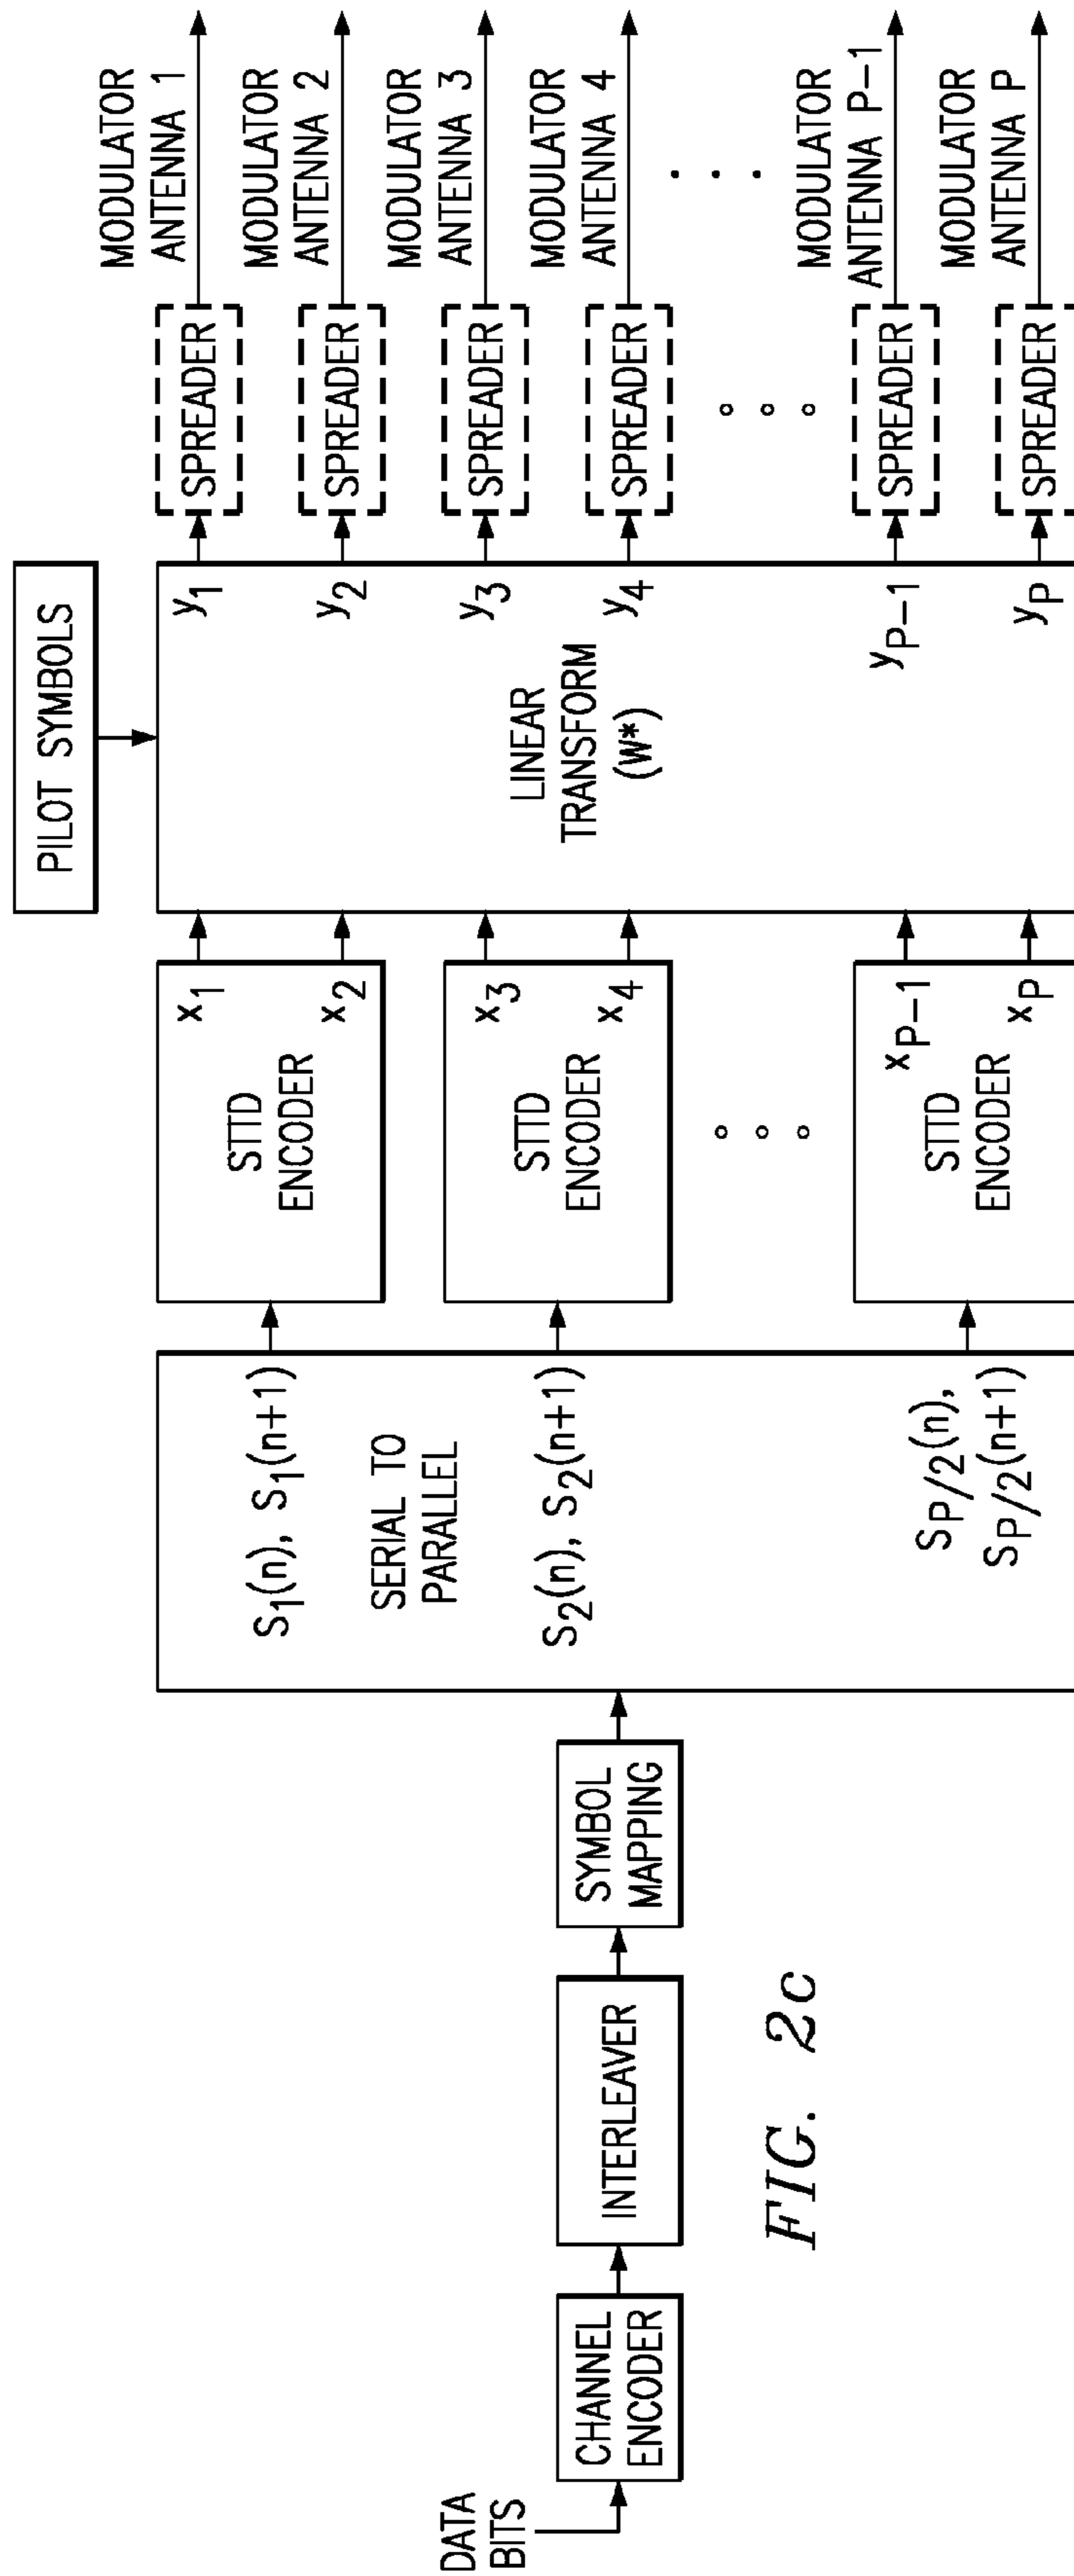 DATA
BITS
CHANNEL
ENCODER
INTERLEAVER
SYMBOL
MAPPING
SERIAL TO
PARALLEL
S1(n), S1(n+1)
S2(n), S2(n+1)
SP/2(n),
SP/2(n+1)
STTD
ENCODER
x1
x2
STTD
ENCODER
x3
x4
STTD
ENCODER
xP-1
xP
PILOT SYMBOLS
LINEAR
TRANSFORM
(W*)
y1
y2
y3
y4
yP-1
yP
SPREADER
SPREADER
SPREADER
SPREADER
SPREADER
SPREADER
MODULATOR
ANTENNA 1
MODULATOR
ANTENNA 2
MODULATOR
ANTENNA 3
MODULATOR
ANTENNA 4
MODULATOR
ANTENNA P-1
MODULATOR
ANTENNA P
FIG. 2c